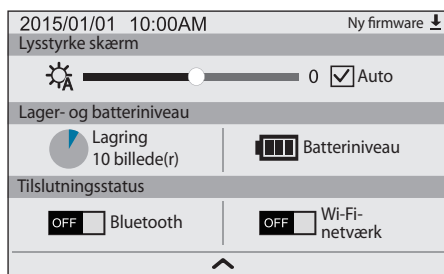 2015/01/01 10:00AM Ny firmware
Lysstyrke skærm
A 0 Auto
Lager- og batteriniveau
Lagring
10 billede(r)
Batteriniveau
Tilslutningsstatus
OFF Bluetooth
OFF Wi-Fi-
netværk